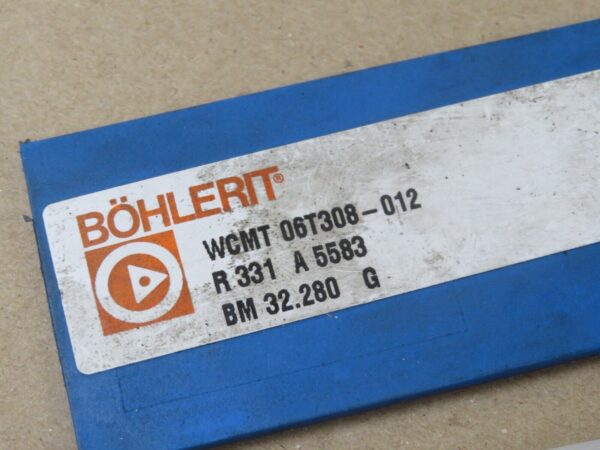 BÖHLERIT®
WCMT 06T308-012
R 331 A 5583
BM 32.280 G